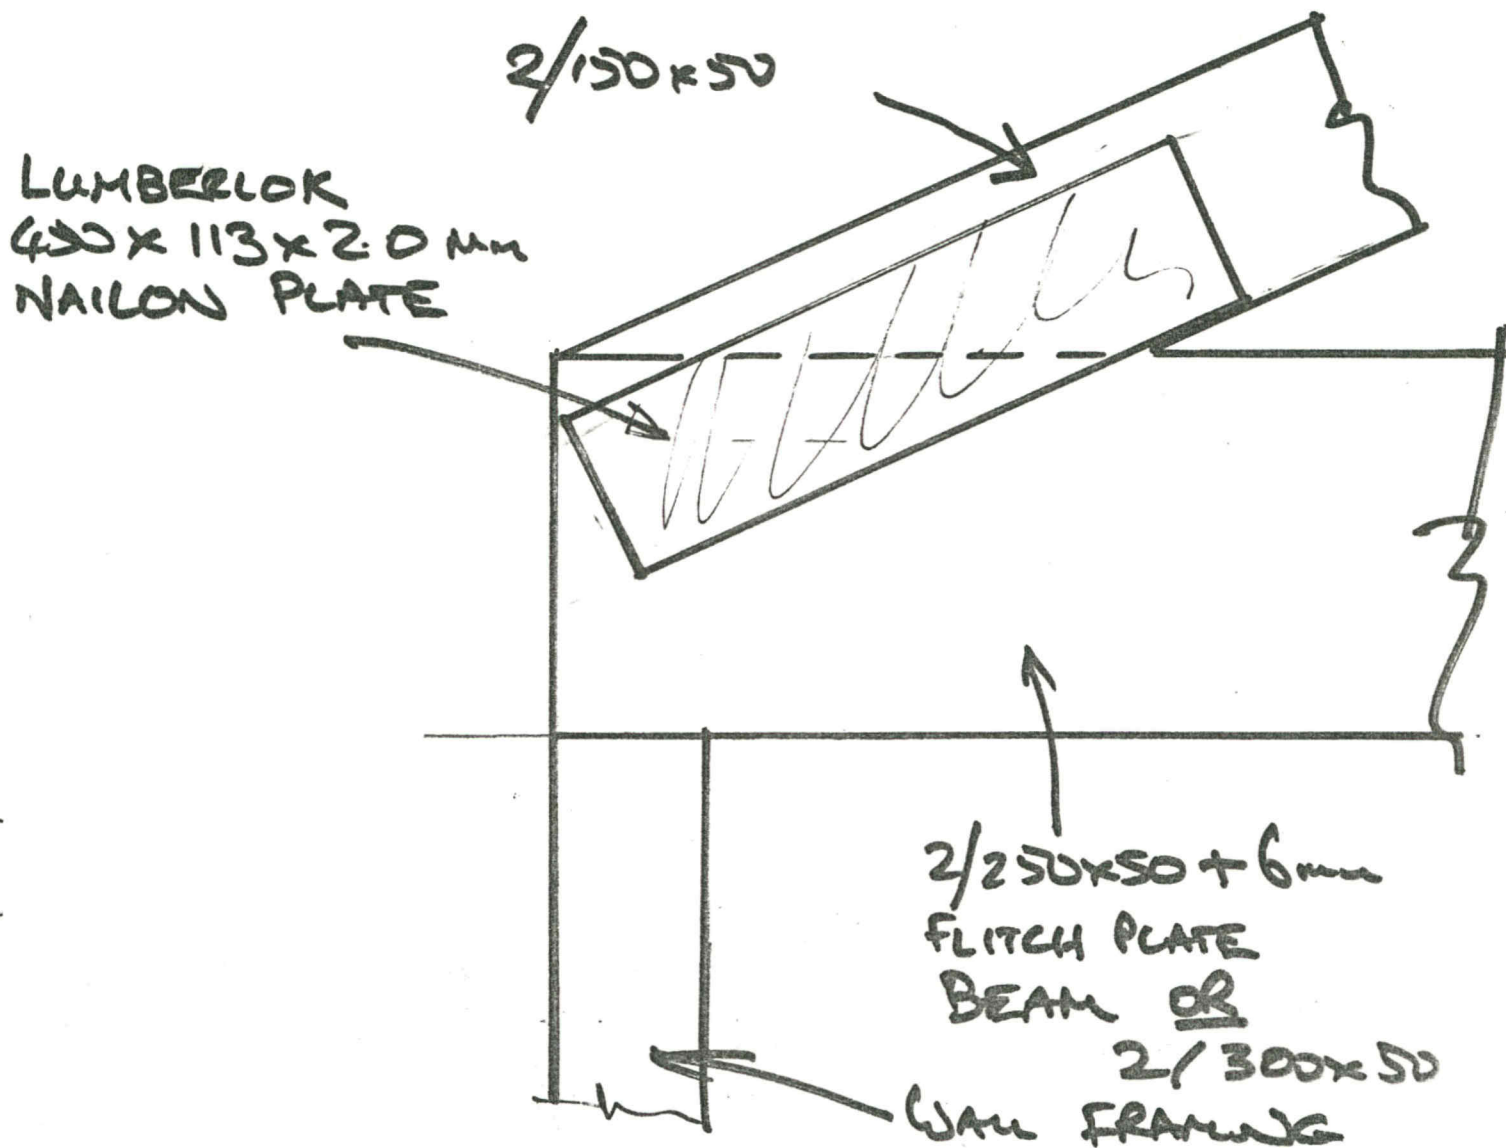 2/150x50
LUMBERLOK
450 x 113 x 2.0 mm
NAILON PLATE
2/250x50 + 6mm
FLITCH PLATE
BEAM OR
2/300x50
WALL FRAMING